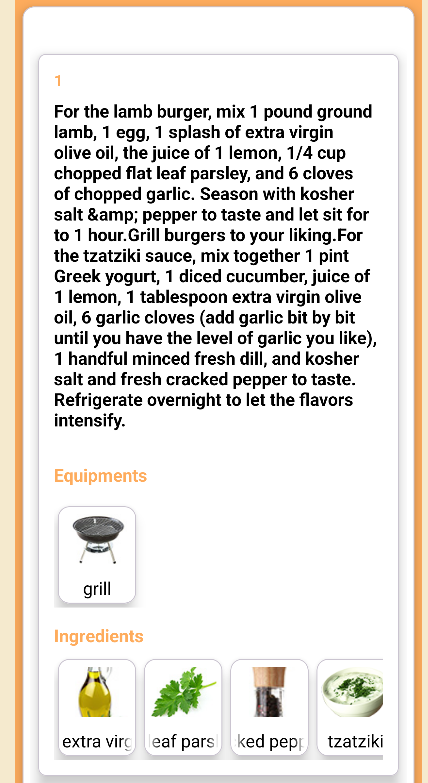 1
For the lamb burger, mix 1 pound ground
lamb, 1 egg, 1 splash of extra virgin
olive oil, the juice of 1 lemon, 1/4 cup
chopped flat leaf parsley, and 6 cloves
of chopped garlic. Season with kosher
salt &amp; pepper to taste and let sit for
to 1 hour.Grill burgers to your liking.For
the tzatziki sauce, mix together 1 pint
Greek yogurt, 1 diced cucumber, juice of
1 lemon, 1 tablespoon extra virgin olive
oil, 6 garlic cloves (add garlic bit by bit
until you have the level of garlic you like),
1 handful minced fresh dill, and kosher
salt and fresh cracked pepper to taste.
Refrigerate overnight to let the flavors
intensify.
Equipments
grill
Ingredients
extra virg leaf pars ked pepp tzatziki